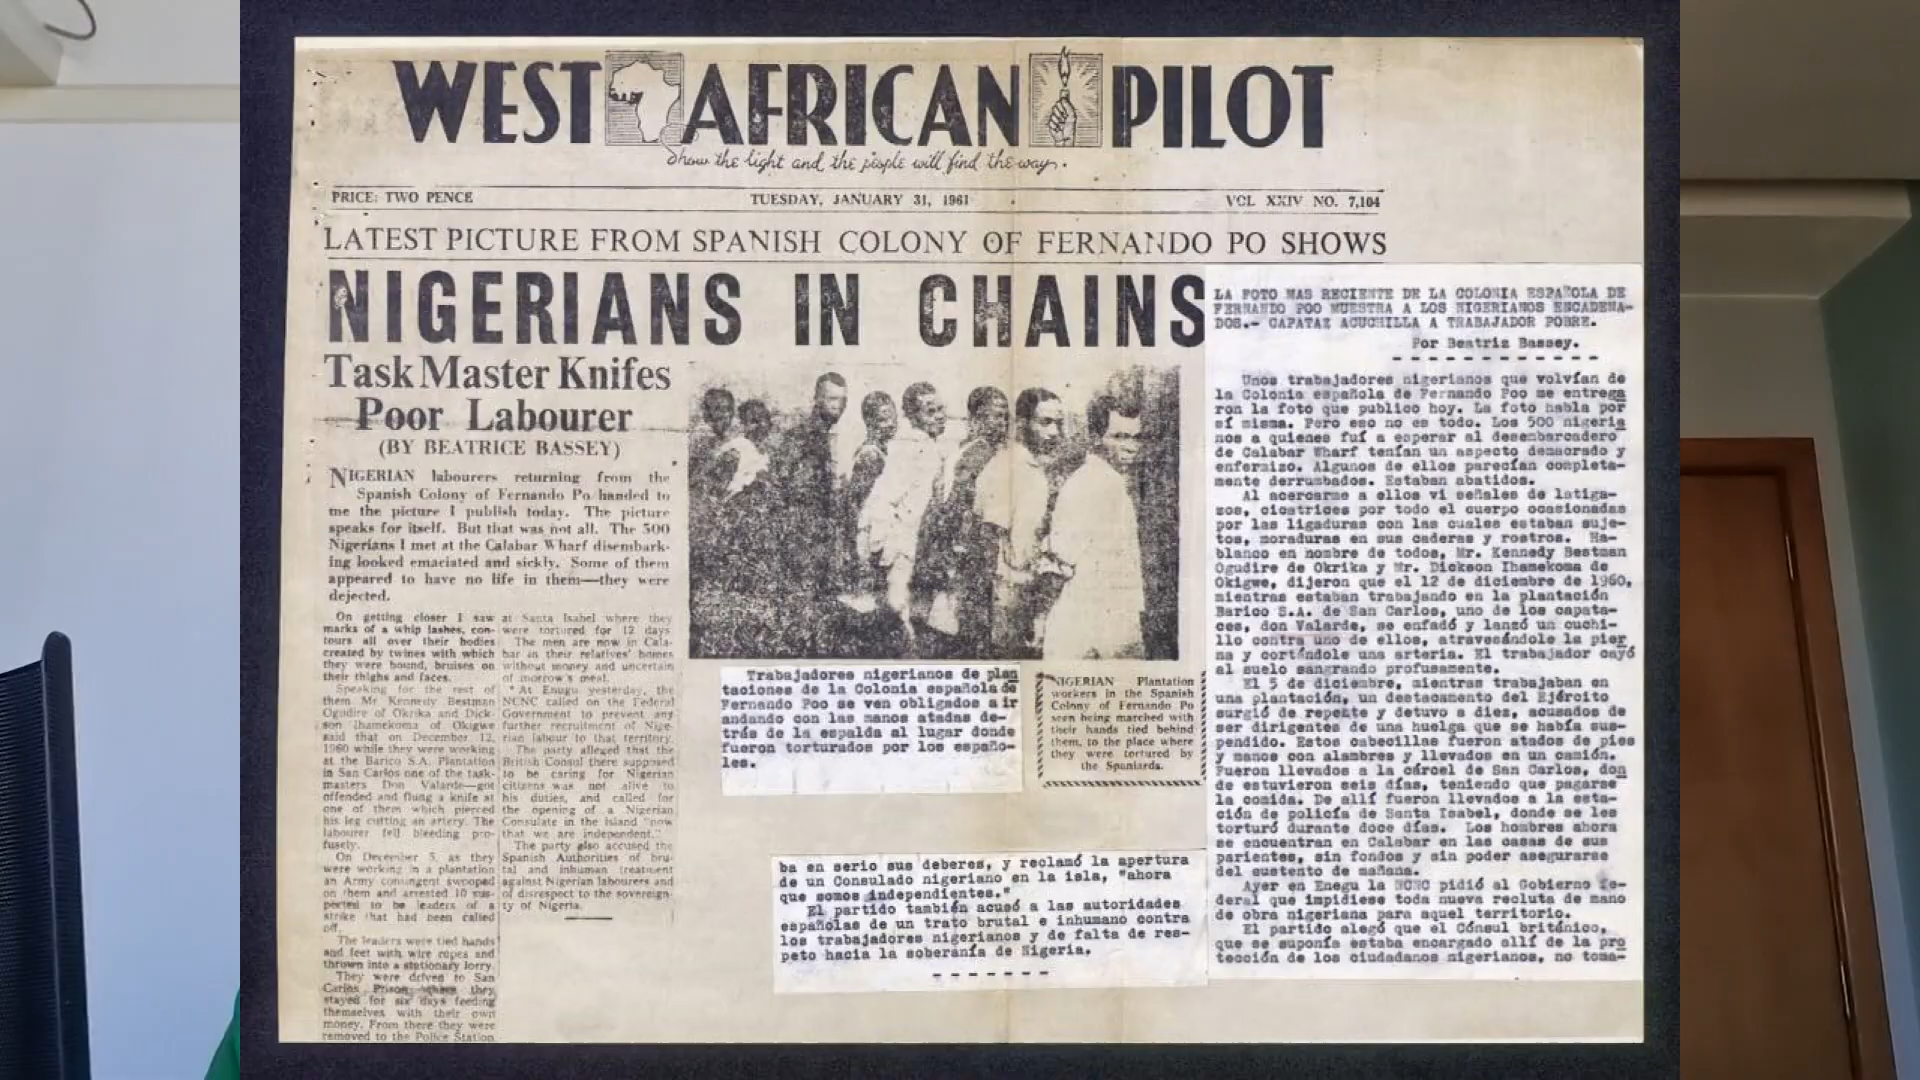 WEST AFRICAN PILOT
Show the light and the people will find the way.
PRICE: TWO PENCE
TUESDAY, JANUARY 31, 1961
VOL XXIV NO. 7,104
LATEST PICTURE FROM SPANISH COLONY OF FERNANDO PO SHOWS
NIGERIANS IN CHAINS
Task Master Knifes
Poor Labourer
(BY BEATRICE BASSEY)
NIGERIAN labourers returning from the
Spanish Colony of Fernando Po handed to
me the picture I publish today. The picture
speaks for itself. But that was not all. The 500
Nigerians I met at the Calabar Wharf disembark-
ing looked emaciated and sickly. Some of them
appeared to have no life in them—they were
dejected.
On getting closer I saw
marks of a whip lashes, con-
tours all over their bodies
created by twines with which
they were bound, bruises on
their thighs and faces.
Speaking for the rest of
them Mr Kennedy Bestman
Ogudire of Okrika and Dick-
son Ihamekoma of Okigwe
said that on December 12,
1960 while they were working
at the Barico S.A. Plantation
in San Carlos one of the task-
masters Don Valarde—got
offended and flung a knife at
one of them which pierced
his leg cutting an artery. The
labourer fell bleeding pro-
fusely.
On December 5, as they
were working in a plantation
an Army contingent swooped
on them and arrested 10 sus-
pected to be leaders of a
strike that had been called
off.
The leaders were tied hands
and feet with wire ropes and
thrown into a stationary lorry.
They were drived to San
Carlos Prison where they
stayed for six days feeding
themselves with their own
money. From there they were
removed to the Police Station
at Santa Isabel where they
were tortured for 12 days
The men are now in Cala-
bar in their relatives' homes
without money and uncertain
of morrow's meal.
* At Enugu yesterday, the
NCNC called on the Federal
Government to prevent any
further recruitment of Nige-
rian labour to that territory.
The party alleged that the
British Consul there supposed
to be caring for Nigerian
citizens was not alive to
his duties, and called for
the opening of a Nigerian
Consulate in the island "now
that we are independent."
The party also accused the
Spanish Authorities of bru-
tal and inhuman treatment
against Nigerian labourers and
of disrespect to the sovereign-
ty of Nigeria.
Trabajadores nigerianos de plan
taciones de la Colonia española de
Fernando Poo se ven obligados a ir
andando con las manos atadas de-
trás de la espalda al lugar donde
fueron torturados por los españo-
les.
NIGERIAN Plantation
workers in the Spanish
Colony of Fernando Po
seen being marched with
their hands tied behind
them, to the place where
they were tortured by
the Spaniards.
LA FOTO MAS RECIENTE DE LA COLONIA ESPAÑOLA DE
FERNANDO POO MUESTRA A LOS NIGERIANOS ENCADENA-
DOS.- CAPATAZ ACUCHILLA A TRABAJADOR POBRE.
Por Beatriz Bassey.
Unos trabajadores nigerianos que volvían de
la Colonia española de Fernando Poo me entrega
ron la foto que publico hoy. La foto habla por
sí misma. Pero eso no es todo. Los 500 nigeria
nos a quienes fuí a esperar al desembarcadero
de Calabar Wharf tenían un aspecto demacrado y
enfermizo. Algunos de ellos parecían completa-
mente derrumbados. Estaban abatidos.
Al acercarme a ellos vi señales de latiga-
zos, cicatrices por todo el cuerpo ocasionadas
por las ligaduras con las cuales estaban suje-
tos, moraduras en sus caderas y rostros. Ha-
blando en nombre de todos, Mr. Kennedy Bestman
Ogudire de Okrika y Mr. Dickson Ihamekoma de
Okigwe, dijeron que el 12 de diciembre de 1960,
mientras estaban trabajando en la plantación
Barico S.A. de San Carlos, uno de los capata-
ces, don Valarde, se enfadó y lanzó un cuchi-
llo contra uno de ellos, atravesándole la pier
na y cortándole una arteria. El trabajador cayó
al suelo sangrando profusamente.
El 5 de diciembre, mientras trabajaban en
una plantación, un destacamento del Ejército
surgió de repente y detuvo a diez, acusados de
ser dirigentes de una huelga que se había sus-
pendido. Estos cabecillas fueron atados de pies
y manos con alambres y llevados en un camión.
Fueron llevados a la cárcel de San Carlos, don
de estuvieron seis días, teniendo que pagarse
la comida. De allí fueron llevados a la esta-
ción de policía de Santa Isabel, donde se les
torturó durante doce días. Los hombres ahora
se encuentran en Calabar en las casas de sus
parientes, sin fondos y sin poder asegurarse
del sustento de mañana.
Ayer en Enegu la NCNC pidió al Gobierno fe-
deral que impidiese toda nueva recluta de mano
de obra nigeriana para aquel territorio.
El partido alegó que el Cónsul británico,
que se suponía estaba encargado allí de la pro
tección de los ciudadanos nigerianos, no toma-
ba en serio sus deberes, y reclamó la apertura
de un Consulado nigeriano en la isla, "ahora
que somos independientes."
El partido también acusó a las autoridades
españolas de un trato brutal e inhumano contra
los trabajadores nigerianos y de falta de res-
peto hacia la soberanía de Nigeria.